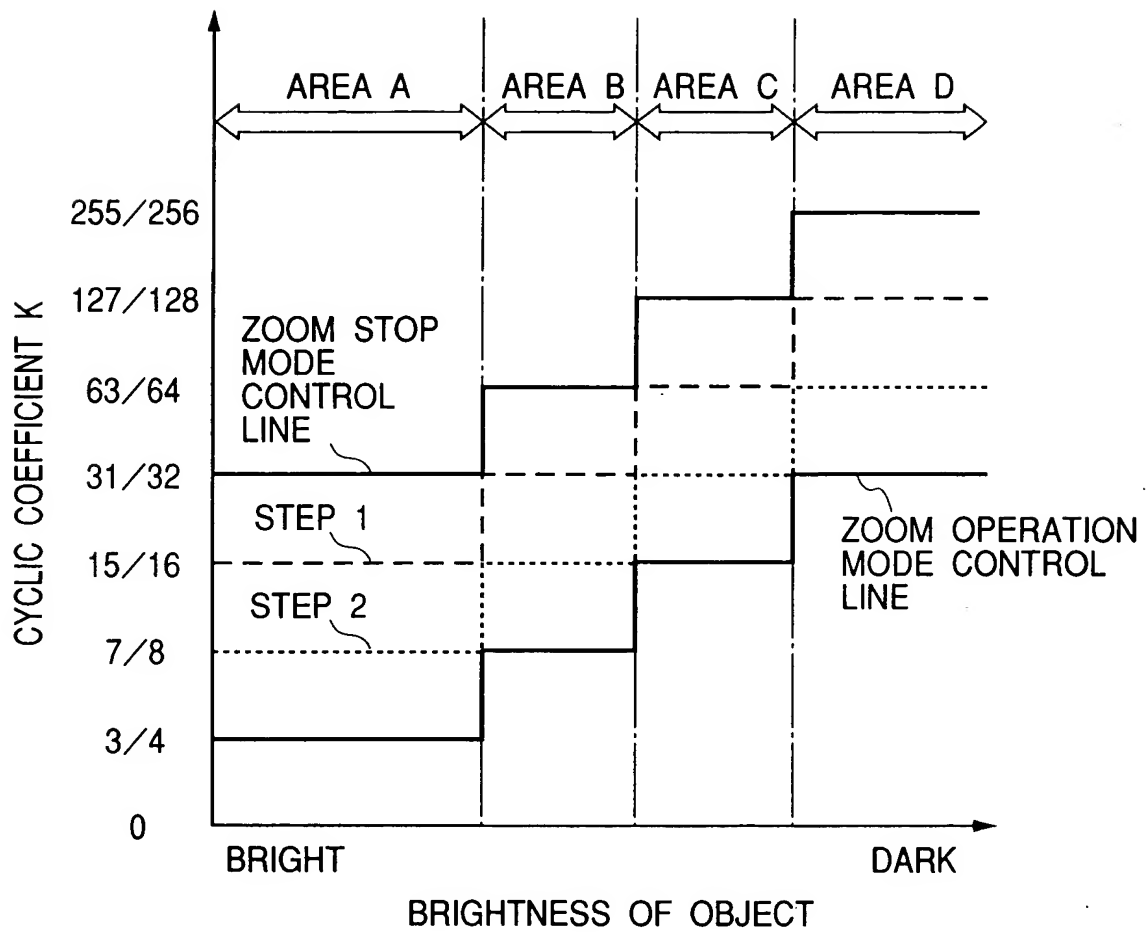 AREA A
AREA B
AREA C
AREA D
CYCLIC COEFFICIENT K
255/256
127/128
63/64
31/32
15/16
7/8
3/4
0
ZOOM STOP
MODE
CONTROL
LINE
STEP 1
STEP 2
ZOOM OPERATION
MODE CONTROL
LINE
BRIGHT
DARK
BRIGHTNESS OF OBJECT